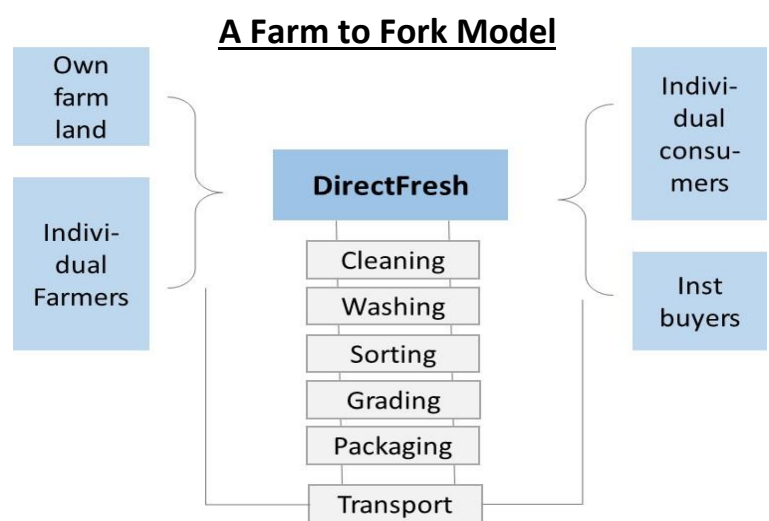 A Farm to Fork Model
Own
farm
land
Indivi-
dual
Farmers
DirectFresh
Cleaning
Washing
Sorting
Grading
Packaging
Transport
Indivi-
dual
consu-
mers
Inst
buyers